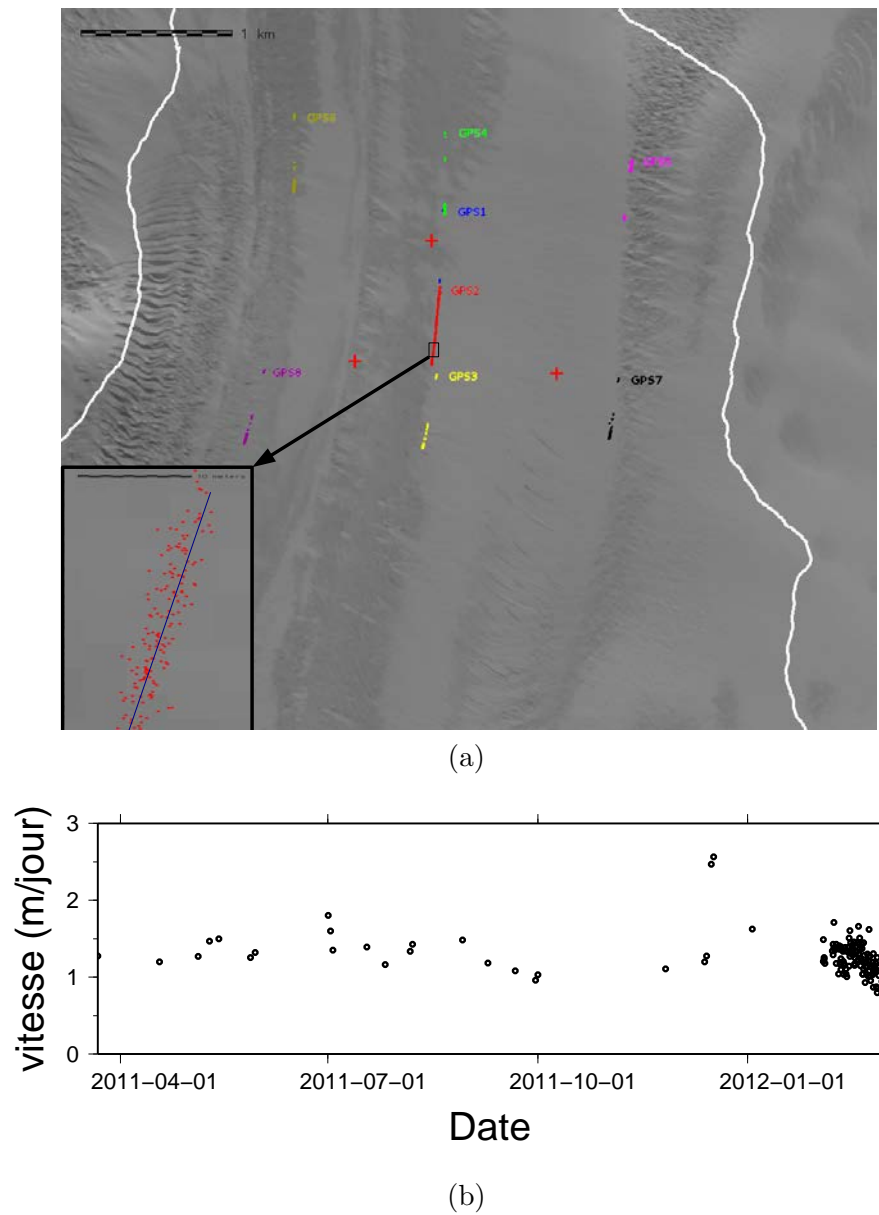 1 km
GPS6
GPS4
GPS5
GPS1
GPS2
GPS8
GPS3
GPS7
(a)
3
2
1
0
vitesse (m/jour)
2011−04−01
2011−07−01
2011−10−01
2012−01−01
Date
(b)